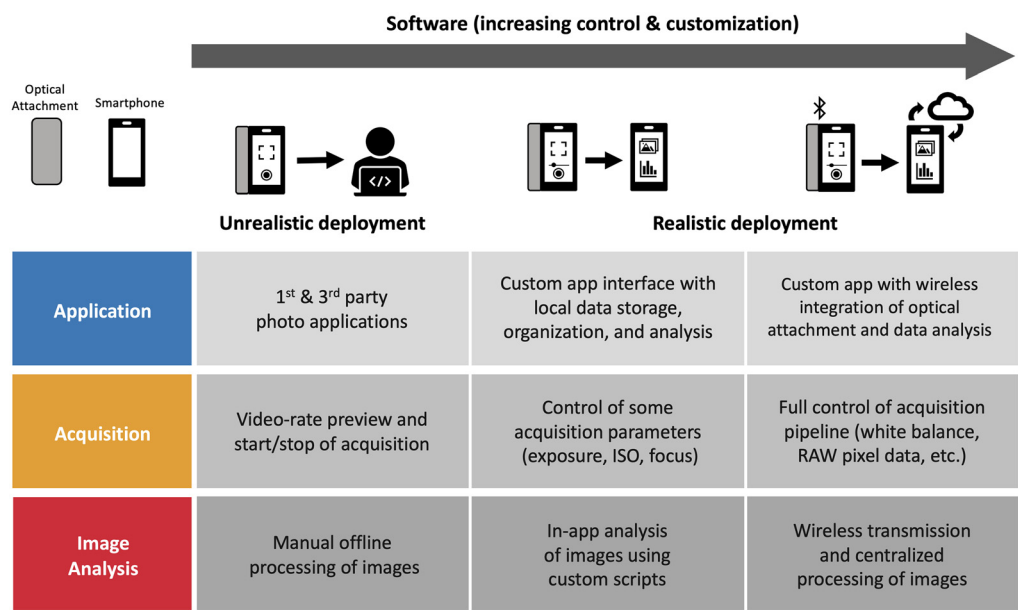 Software (increasing control & customization)
Optical
Attachment
Smartphone
</>
Unrealistic deployment
Realistic deployment
Application
1st & 3rd party
photo applications
Custom app interface with
local data storage,
organization, and analysis
Custom app with wireless
integration of optical
attachment and data analysis
Acquisition
Video-rate preview and
start/stop of acquisition
Control of some
acquisition parameters
(exposure, ISO, focus)
Full control of acquisition
pipeline (white balance,
RAW pixel data, etc.)
Image
Analysis
Manual offline
processing of images
In-app analysis
of images using
custom scripts
Wireless transmission
and centralized
processing of images